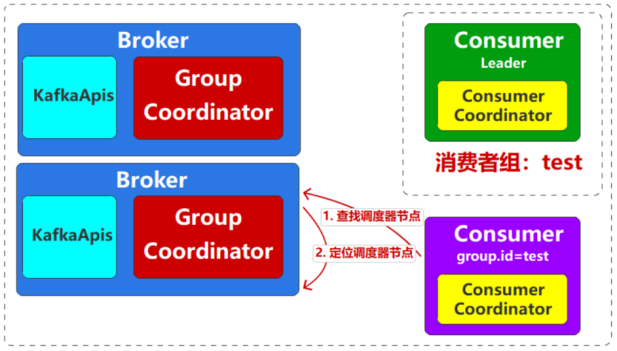 Broker
KafkaApis
Group
Coordinator
Consumer
Leader
Consumer
Coordinator
消费者组：test
Broker
KafkaApis
Group
Coordinator
1. 查找调度器节点
2. 定位调度器节点
Consumer
group.id=test
Consumer
Coordinator